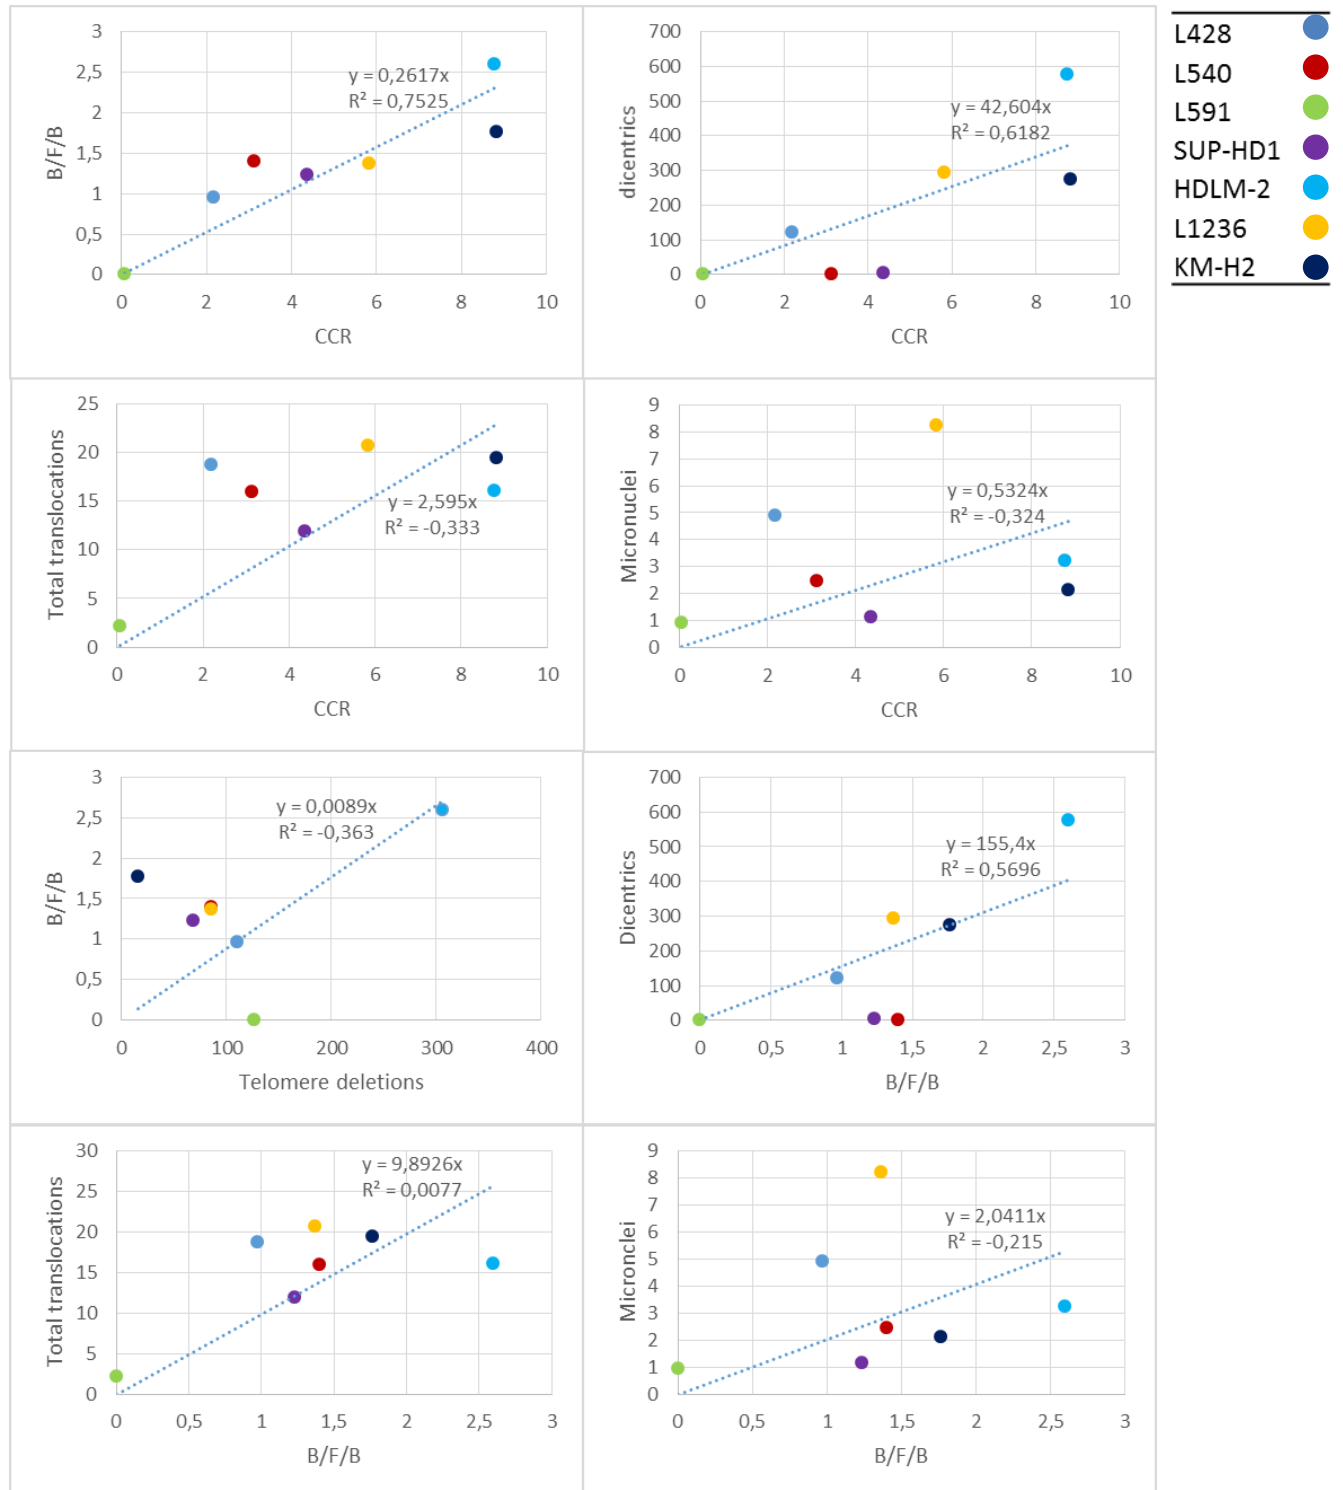 3
2,5
2
1,5
1
0,5
0
B/F/B
y = 0,2617x
R² = 0,7525
0 2 4 6 8 10
CCR
700
600
500
400
300
200
100
0
dicentrics
y = 42,604x
R² = 0,6182
0 2 4 6 8 10
CCR
L428
L540
L591
SUP-HD1
HDLM-2
L1236
KM-H2
25
20
15
10
5
0
Total translocations
y = 2,595x
R² = -0,333
0 2 4 6 8 10
CCR
9
8
7
6
5
4
3
2
1
0
Micronuclei
y = 0,5324x
R² = -0,324
0 2 4 6 8 10
CCR
3
2,5
2
1,5
1
0,5
0
B/F/B
y = 0,0089x
R² = -0,363
0 100 200 300 400
Telomere deletions
700
600
500
400
300
200
100
0
Dicentrics
y = 155,4x
R² = 0,5696
0 0,5 1 1,5 2 2,5 3
B/F/B
30
25
20
15
10
5
0
Total translocations
y = 9,8926x
R² = 0,0077
0 0,5 1 1,5 2 2,5 3
B/F/B
9
8
7
6
5
4
3
2
1
0
Micronclei
y = 2,0411x
R² = -0,215
0 0,5 1 1,5 2 2,5 3
B/F/B